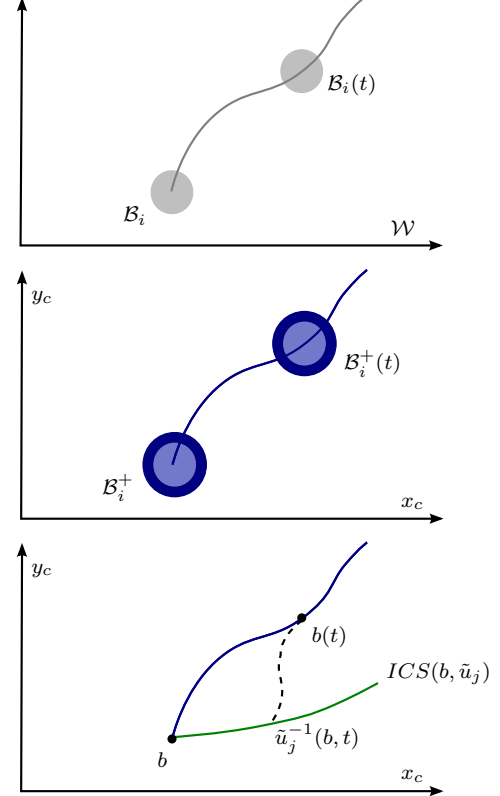 ℬᵢ(t)
ℬᵢ
𝒲
y_c
ℬᵢ⁺(t)
ℬᵢ⁺
x_c
y_c
b(t)
ICS(b, ũⱼ)
ũⱼ⁻¹(b, t)
b
x_c